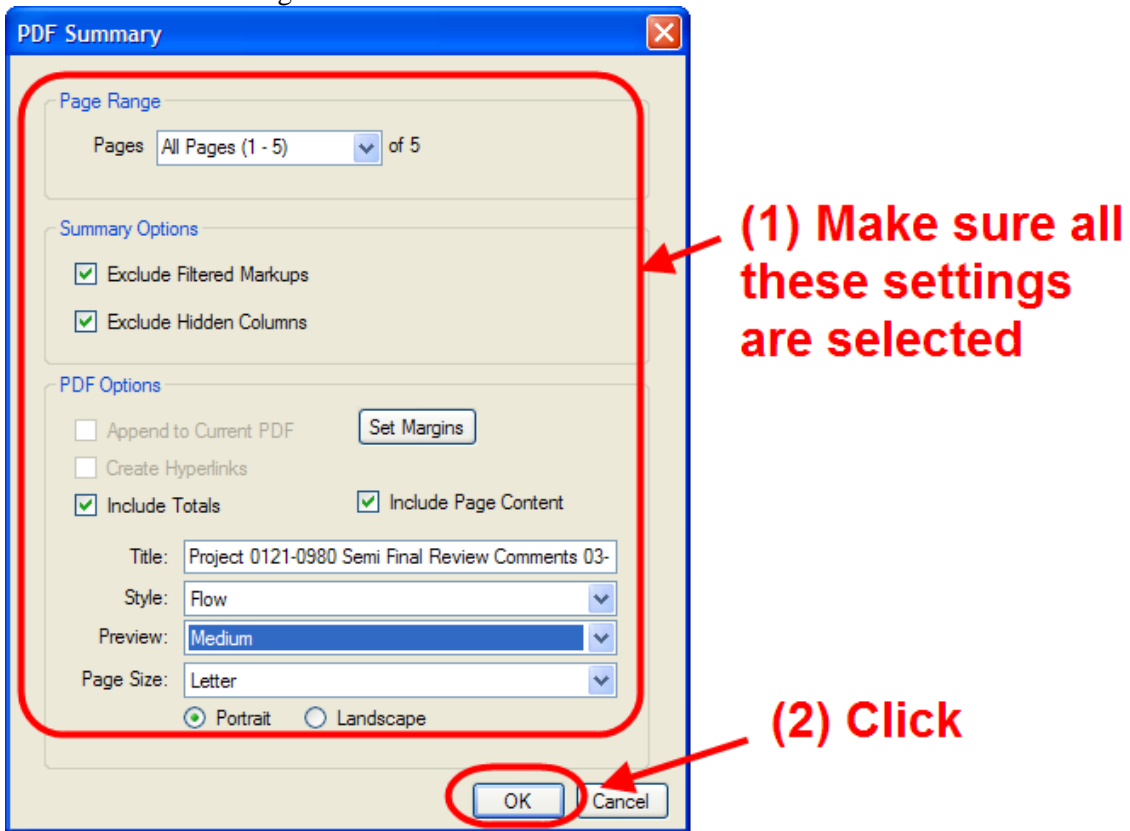 PDF Summary
Page Range
Pages All Pages (1 - 5) of 5
Summary Options
Exclude Filtered Markups
Exclude Hidden Columns
PDF Options
Append to Current PDF Set Margins
Create Hyperlinks
Include Totals Include Page Content
Title: Project 0121-0980 Semi Final Review Comments 03-
Style: Flow
Preview: Medium
Page Size: Letter
Portrait Landscape
OK Cancel
(1) Make sure all
these settings
are selected
(2) Click